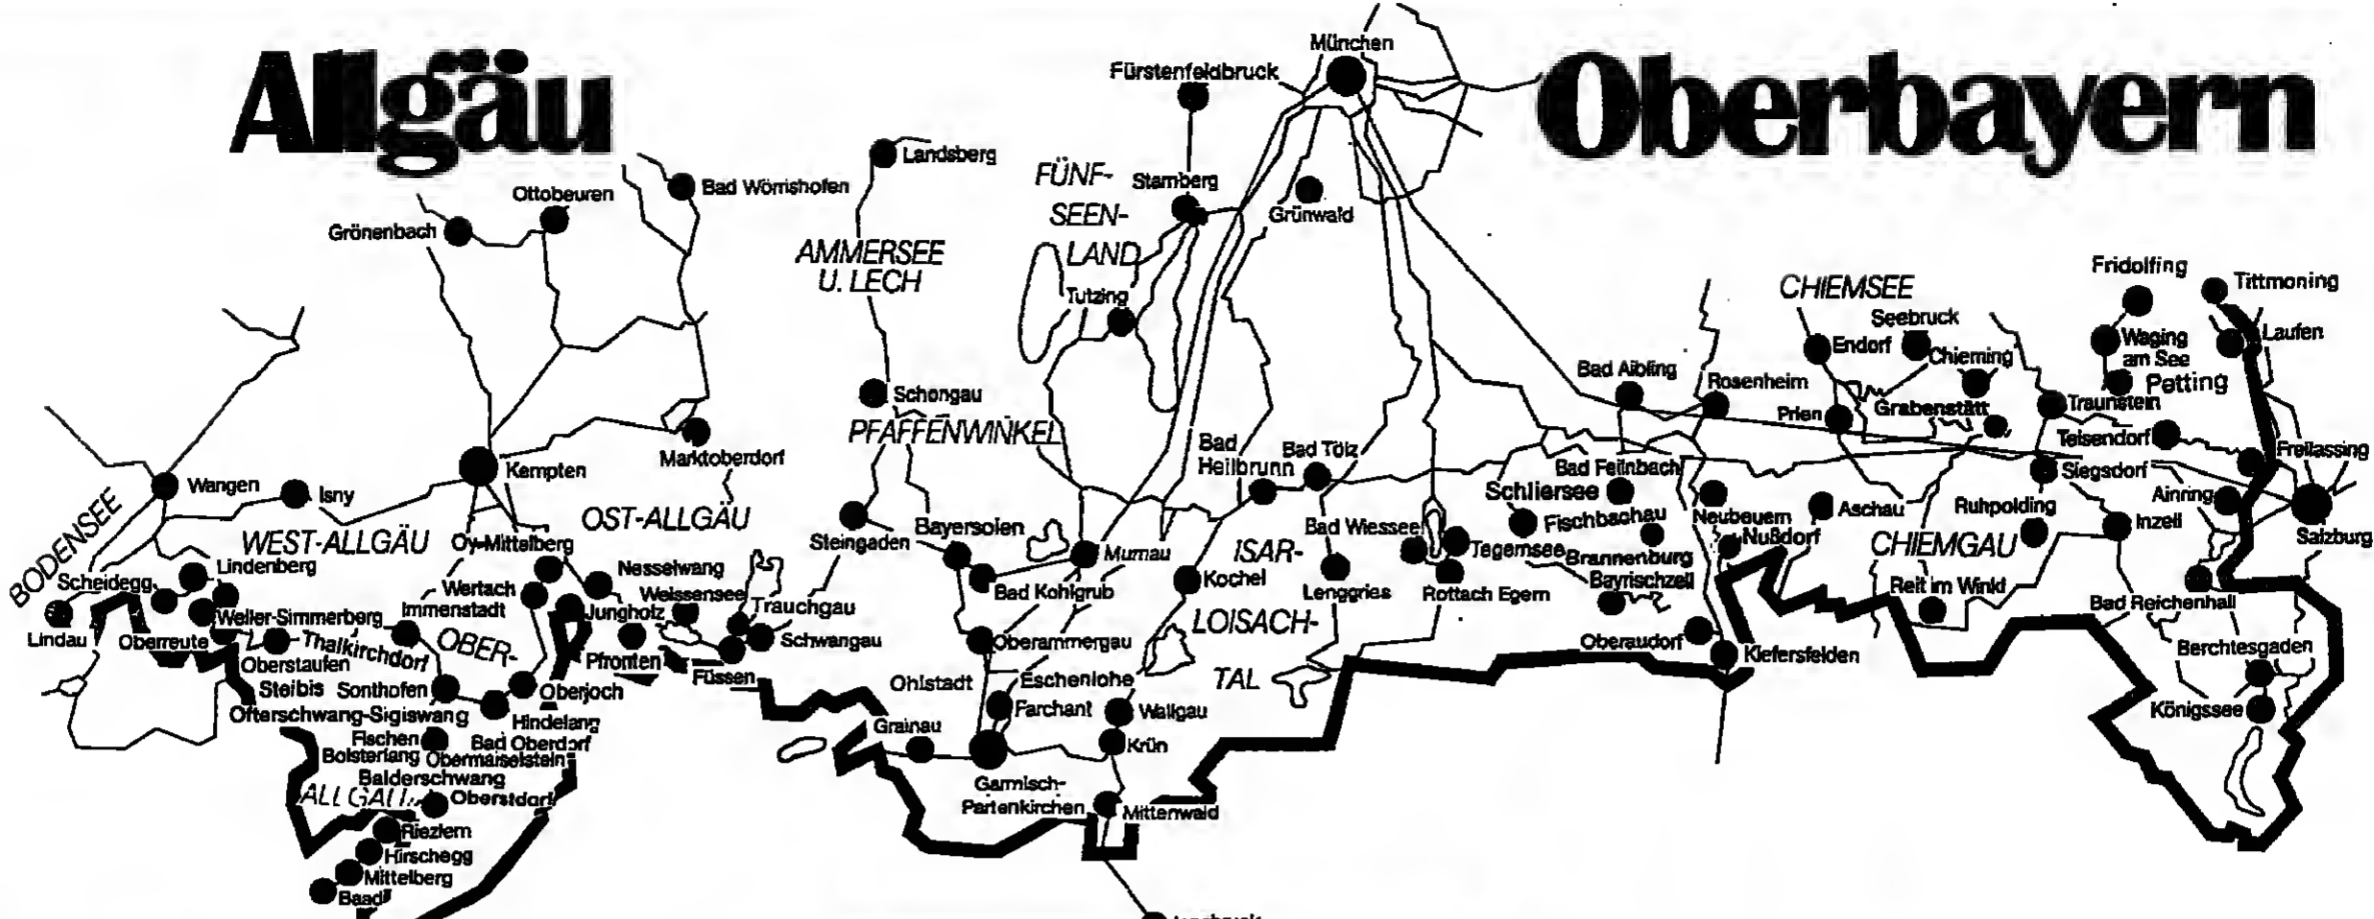 Allgäu
Oberbayern
München
Fürstenfeldbruck
Landsberg
FÜNF-
SEEN-
LAND
Starnberg
Grünwald
Bad Wörrishofen
Ottobeuren
Grönenbach
AMMERSEE
U. LECH
Tutzing
CHIEMSEE
Fridolfing
Tittmoning
Seebruck
Endorf
Chieming
Waging
am See
Laufen
Petting
Bad Aibling
Rosenheim
Prien
Grabenstätt
Traunstein
Teisendorf
Freilassing
Schongau
PFAFFENWINKEL
Bad
Heilbrunn
Bad Tölz
Marktoberdorf
Kempten
Wangen
Isny
BODENSEE
WEST-ALLGÄU
OST-ALLGÄU
Bad Feilnbach
Schliersee
Siegsdorf
Ainring
Salzburg
Steingaden
Bayersoien
Murnau
ISAR-
LOISACH-
TAL
Bad Wiessee
Tegernsee
Fischbachau
Neubeuern
Nußdorf
Aschau
Ruhpolding
Inzell
CHIEMGAU
Oy-Mittelberg
Lindenberg
Scheidegg
Wertach
Nesselwang
Weissensee
Trauchgau
Schwangau
Bad Kohlgrub
Kochel
Lenggries
Rottach Egern
Brannenburg
Bayrischzell
Reit im Winkl
Bad Reichenhall
Lindau
Oberreute
Weiler-Simmerberg
Immenstadt
Jungholz
Thalkirchdorf
OBER-
Oberstaufen
Pfronten
Füssen
Oberammergau
Oberaudorf
Kiefersfelden
Berchtesgaden
Steibis
Sonthofen
Oberjoch
Ohlstadt
Eschenlohe
Farchant
Wallgau
Königssee
Ofterschwang-Sigiswang
Hindelang
Grainau
Krün
Fischen
Bad Oberdorf
Bolsterlang
Obermaiselstein
Balderschwang
ALLGÄU
Oberstdorf
Garmisch-
Partenkirchen
Mittenwald
Riezlern
Hirschegg
Mittelberg
Baad